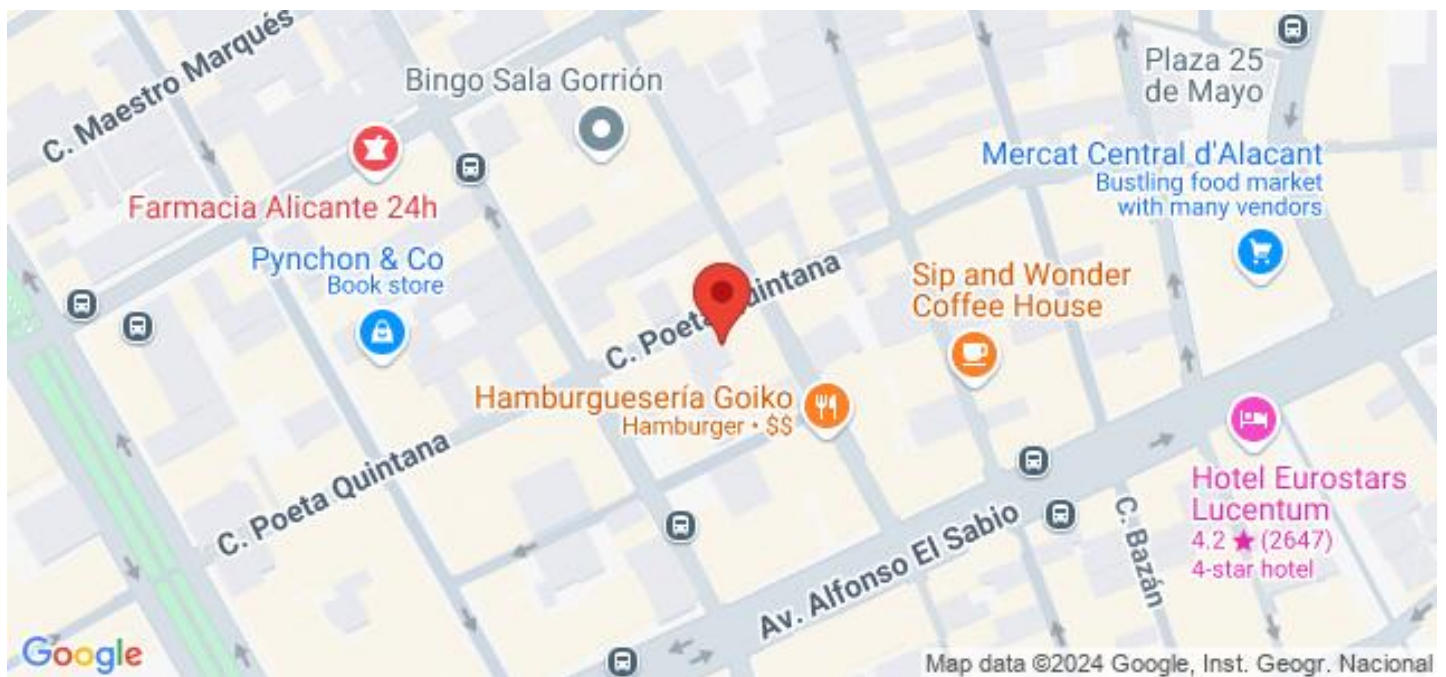 C. Maestro Marqués
Bingo Sala Gorrión
Plaza 25
de Mayo
Mercat Central d'Alacant
Bustling food market
with many vendors
Farmacia Alicante 24h
Pynchon & Co
Book store
C. Poeta Quintana
Sip and Wonder
Coffee House
Hamburguesería Goiko
Hamburger • $$
C. Poeta Quintana
Hotel Eurostars
Lucentum
4.2 ★ (2647)
4-star hotel
Av. Alfonso El Sabio
C. Bazán
Google
Map data ©2024 Google, Inst. Geogr. Nacional